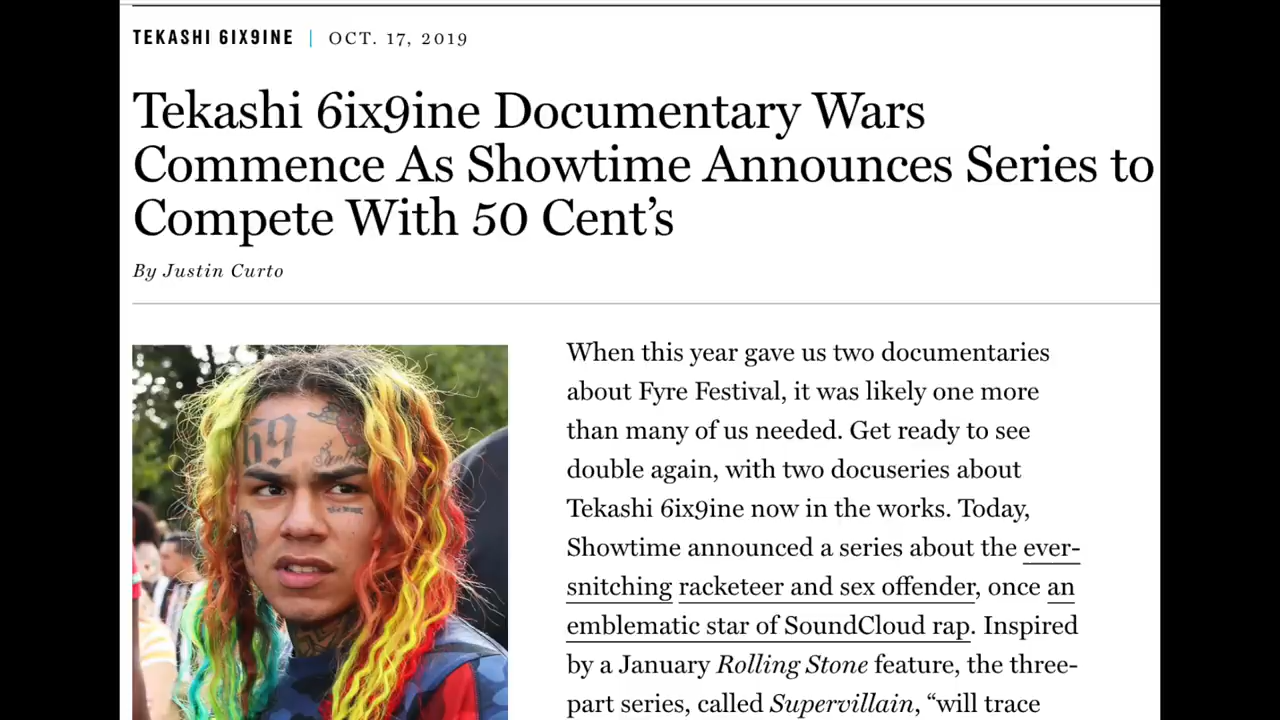 TEKASHI 6IX9INE | OCT. 17, 2019
Tekashi 6ix9ine Documentary Wars
Commence As Showtime Announces Series to
Compete With 50 Cent’s
By Justin Curto
69
When this year gave us two documentaries
about Fyre Festival, it was likely one more
than many of us needed. Get ready to see
double again, with two docuseries about
Tekashi 6ix9ine now in the works. Today,
Showtime announced a series about the ever-
snitching racketeer and sex offender, once an
emblematic star of SoundCloud rap. Inspired
by a January Rolling Stone feature, the three-
part series, called Supervillain, “will trace